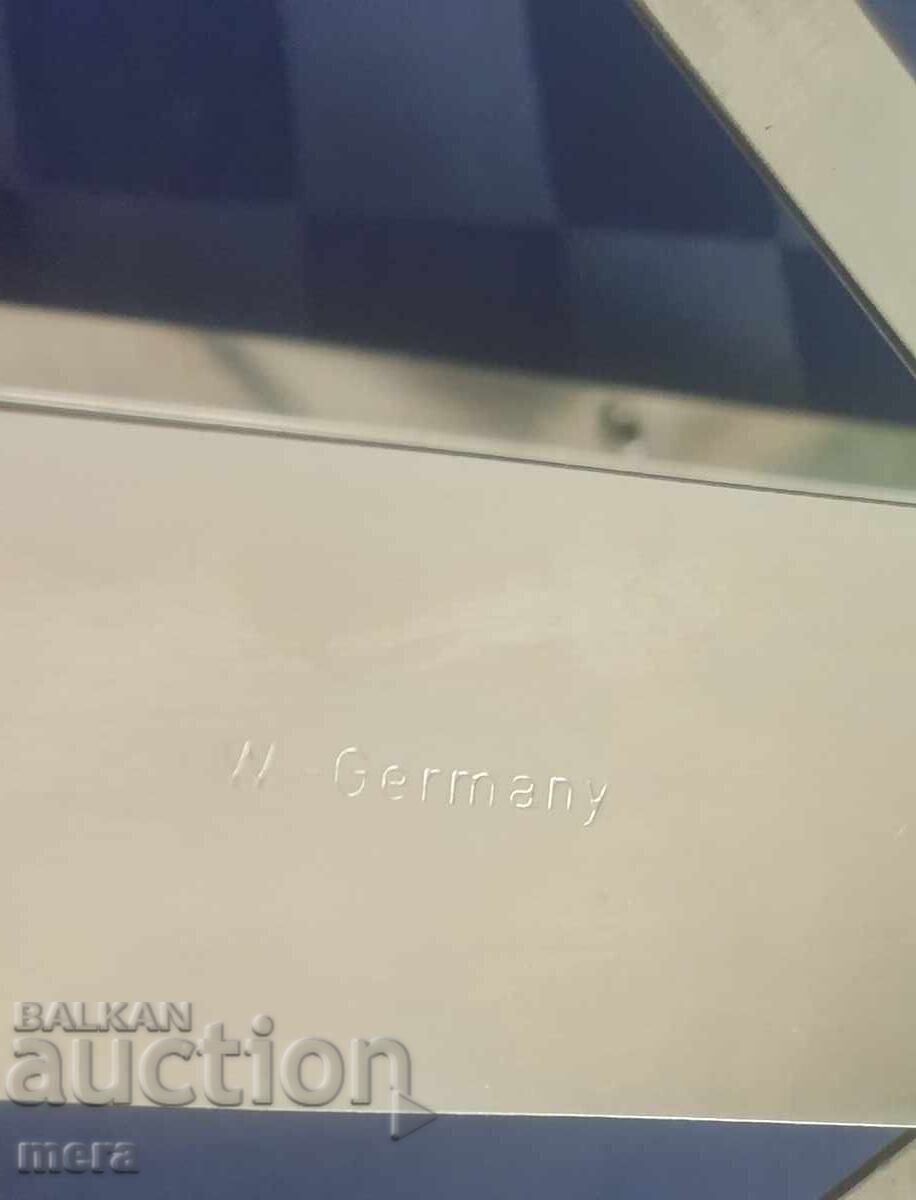 W Germany
BALKAN
auction
mera